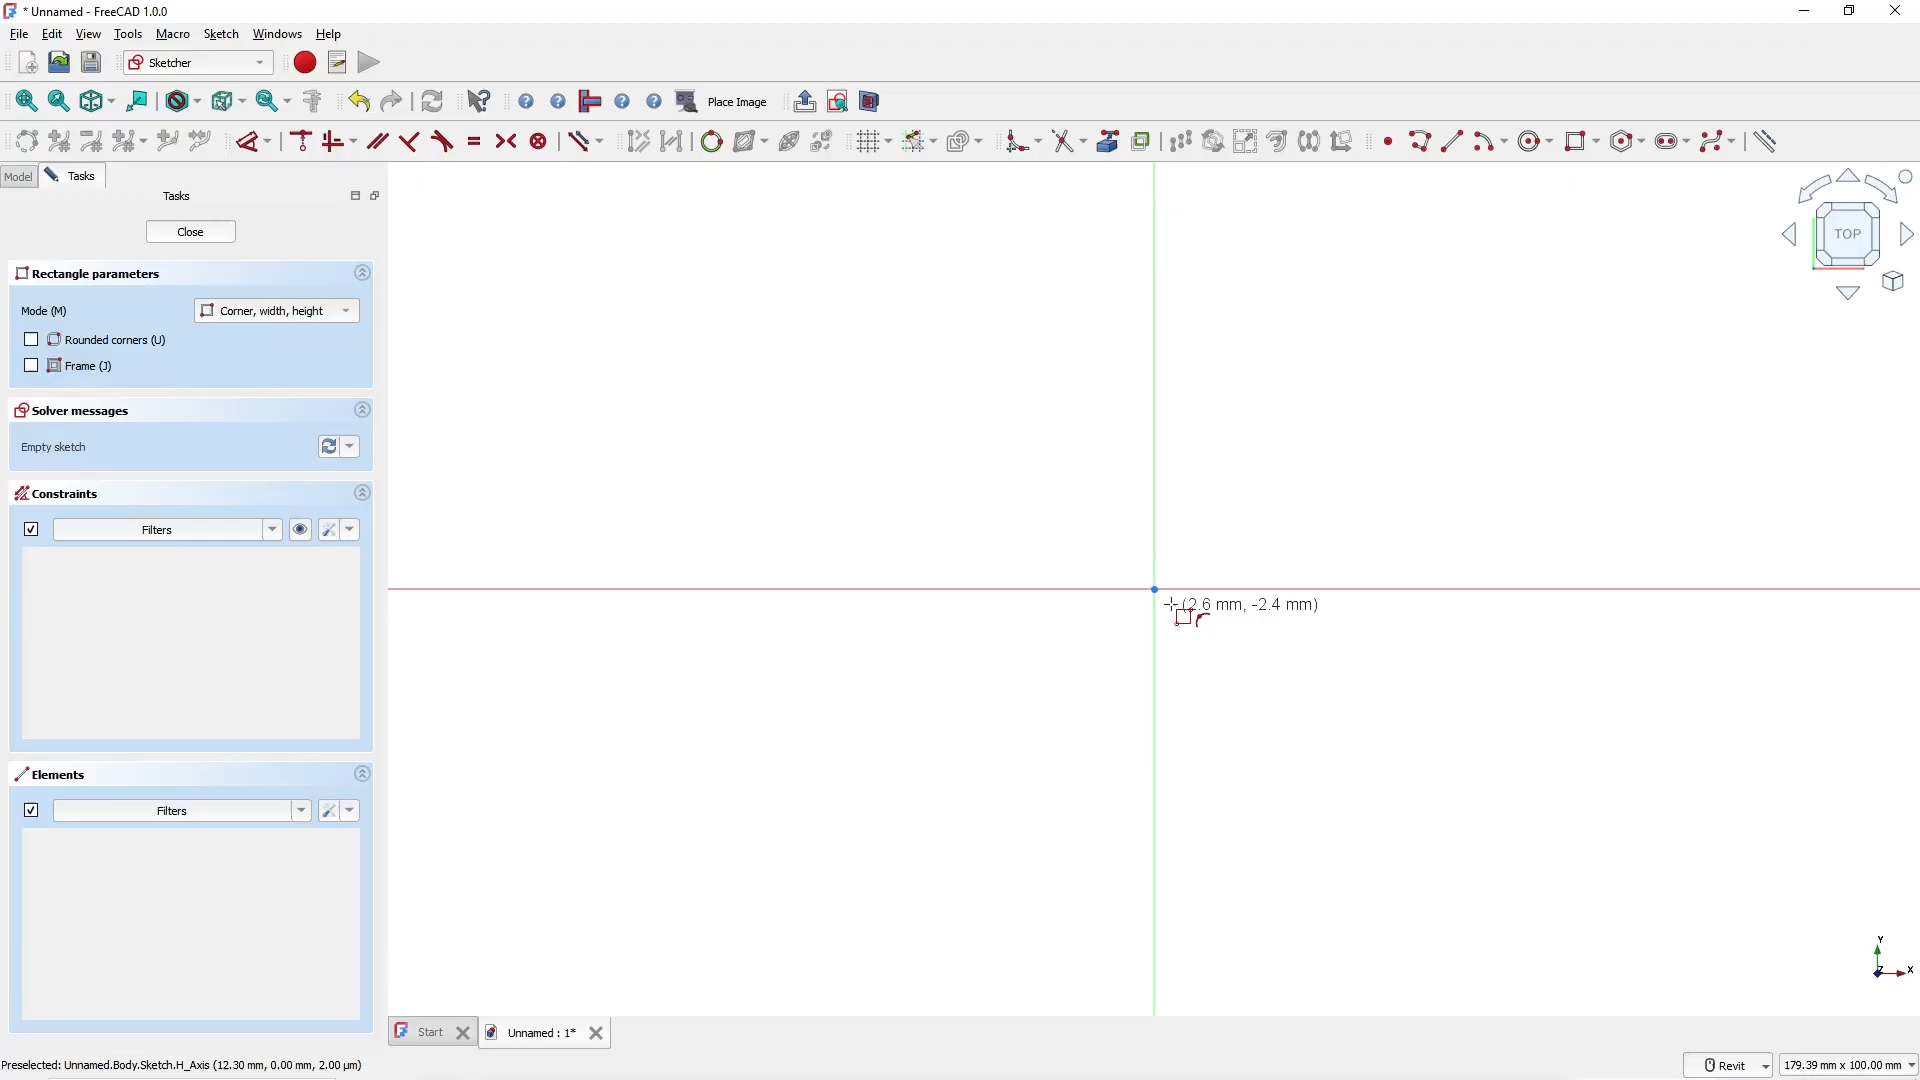 * Unnamed - FreeCAD 1.0.0
File Edit View Tools Macro Sketch Windows Help
Sketcher
Place Image
Model Tasks
Tasks
Close
Rectangle parameters
Mode (M) Corner, width, height
Rounded corners (U)
Frame (J)
Solver messages
Empty sketch
Constraints
Filters
Elements
Filters
TOP
(2.6 mm, -2.4 mm)
Y
Z X
Start Unnamed : 1*
Preselected: Unnamed.Body.Sketch.H_Axis (12.30 mm, 0.00 mm, 2.00 µm)
Revit 179.39 mm x 100.00 mm